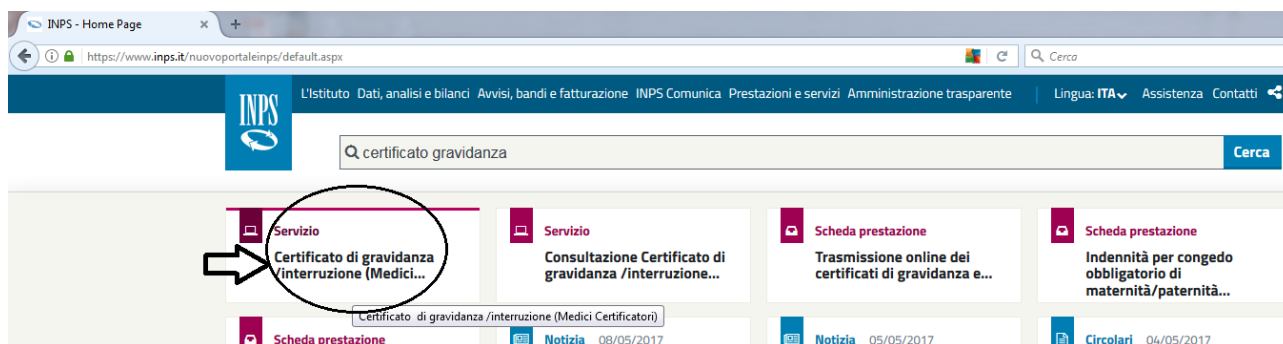 INPS - Home Page
https://www.inps.it/nuovoportaleinps/default.aspx
Cerca
INPS
L'Istituto Dati, analisi e bilanci Avvisi, bandi e fatturazione INPS Comunica Prestazioni e servizi Amministrazione trasparente
Lingua: ITA Assistenza Contatti
certificato gravidanza
Cerca
Servizio
Certificato di gravidanza
/interruzione (Medici...
Servizio
Consultazione Certificato di
gravidanza /interruzione...
Scheda prestazione
Trasmissione online dei
certificati di gravidanza e...
Scheda prestazione
Indennità per congedo
obbligatorio di
maternità/paternità...
Certificato di gravidanza /interruzione (Medici Certificatori)
Scheda prestazione
Notizia 08/05/2017
Notizia 05/05/2017
Circolari 04/05/2017